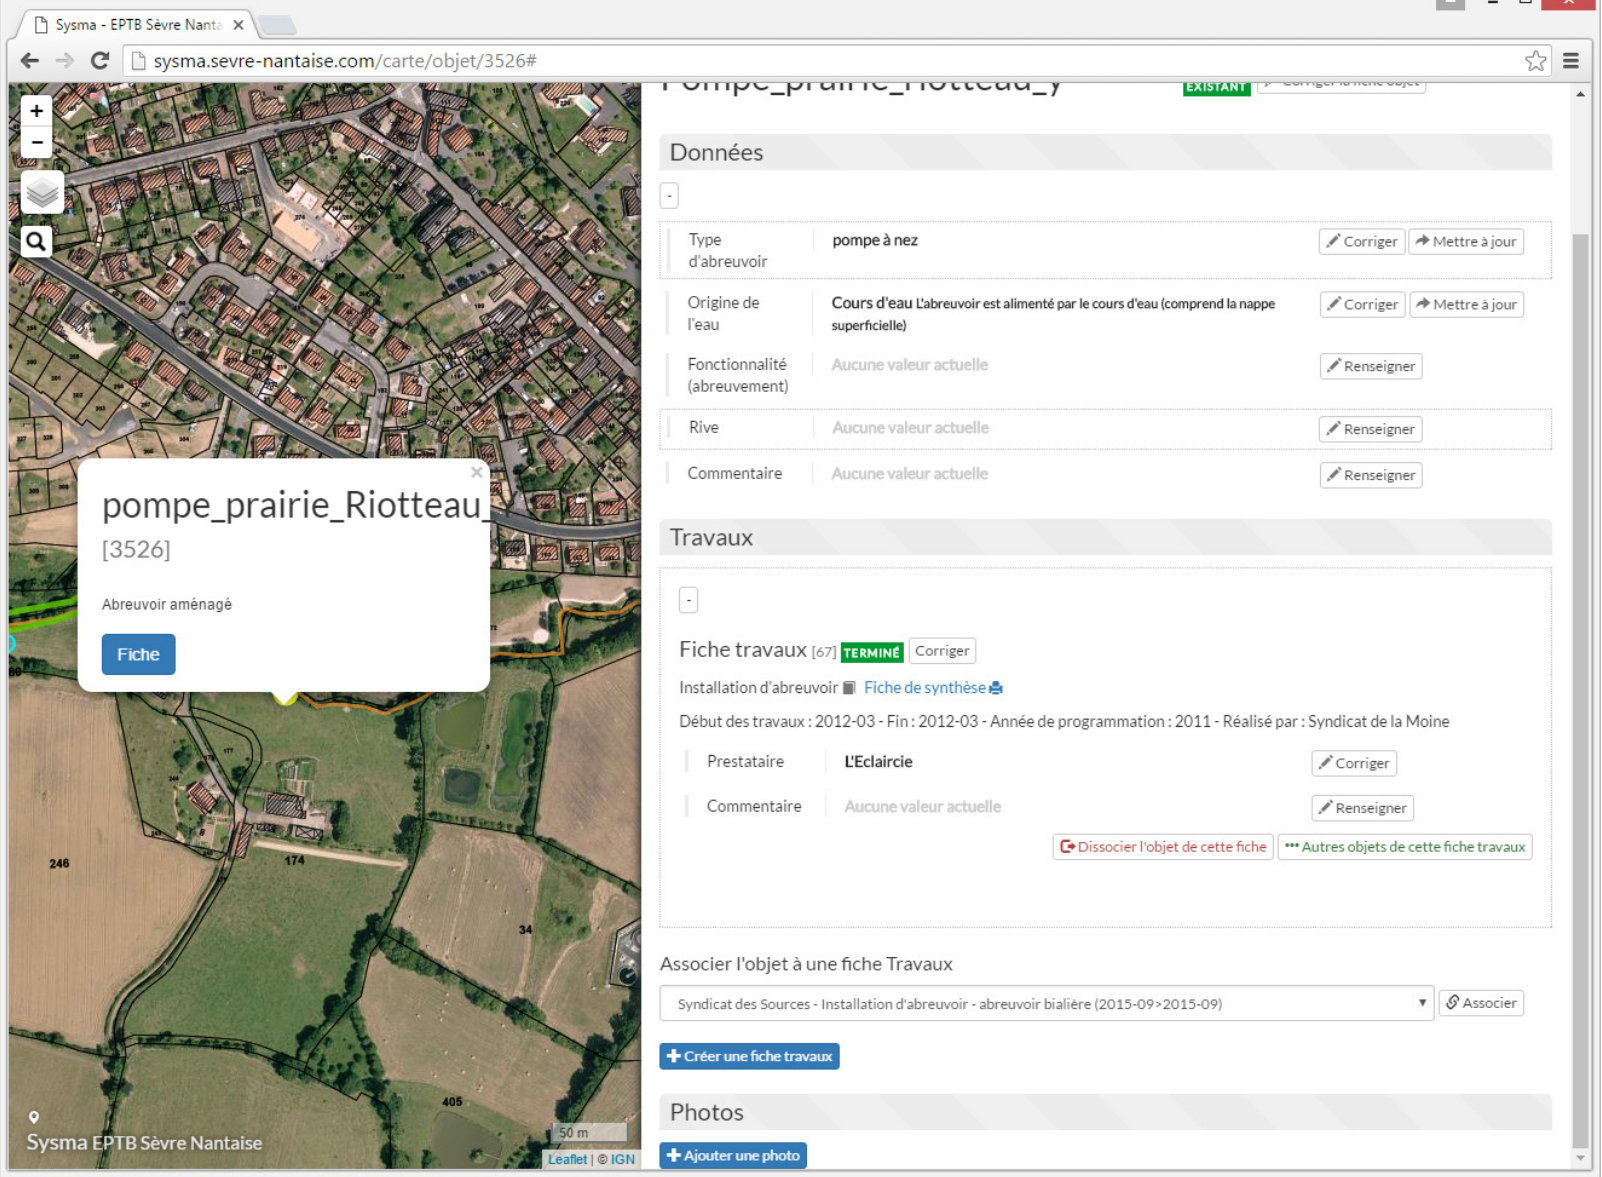 Sysma - EPTB Sèvre Nanta
sysma.sevre-nantaise.com/carte/objet/3526#
+
-
pompe_prairie_Riotteau_
[3526]
Abreuvoir aménagé
Fiche
246
174
34
405
Sysma EPTB Sèvre Nantaise
50 m
Leaflet | © IGN
Pompe_prairie_Riotteau_y EXISTANT Corriger la fiche objet
Données
-
Type d'abreuvoir
pompe à nez
Corriger Mettre à jour
Origine de l'eau
Cours d'eau L'abreuvoir est alimenté par le cours d'eau (comprend la nappe
superficielle)
Corriger Mettre à jour
Fonctionnalité (abreuvement)
Aucune valeur actuelle
Renseigner
Rive
Aucune valeur actuelle
Renseigner
Commentaire
Aucune valeur actuelle
Renseigner
Travaux
-
Fiche travaux [67] TERMINÉ Corriger
Installation d'abreuvoir Fiche de synthèse
Début des travaux : 2012-03 - Fin : 2012-03 - Année de programmation : 2011 - Réalisé par : Syndicat de la Moine
Prestataire
L'Eclaircie
Corriger
Commentaire
Aucune valeur actuelle
Renseigner
Dissocier l'objet de cette fiche
Autres objets de cette fiche travaux
Associer l'objet à une fiche Travaux
Syndicat des Sources - Installation d'abreuvoir - abreuvoir bialière (2015-09>2015-09)
Associer
Créer une fiche travaux
Photos
Ajouter une photo